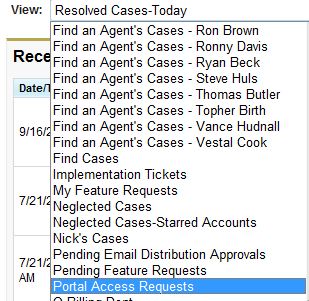 View: Resolved Cases-Today
Find an Agent's Cases - Ron Brown
Find an Agent's Cases - Ronny Davis
Find an Agent's Cases - Ryan Beck
Find an Agent's Cases - Steve Huls
Find an Agent's Cases - Thomas Butler
Find an Agent's Cases - Topher Birth
Find an Agent's Cases - Vance Hudnall
Find an Agent's Cases - Vestal Cook
Find Cases
Implementation Tickets
My Feature Requests
Neglected Cases
Neglected Cases-Starred Accounts
Nick's Cases
Pending Email Distribution Approvals
Pending Feature Requests
Portal Access Requests
Rece
Date/T
9/16/2
7/21/2
7/21/2
AM